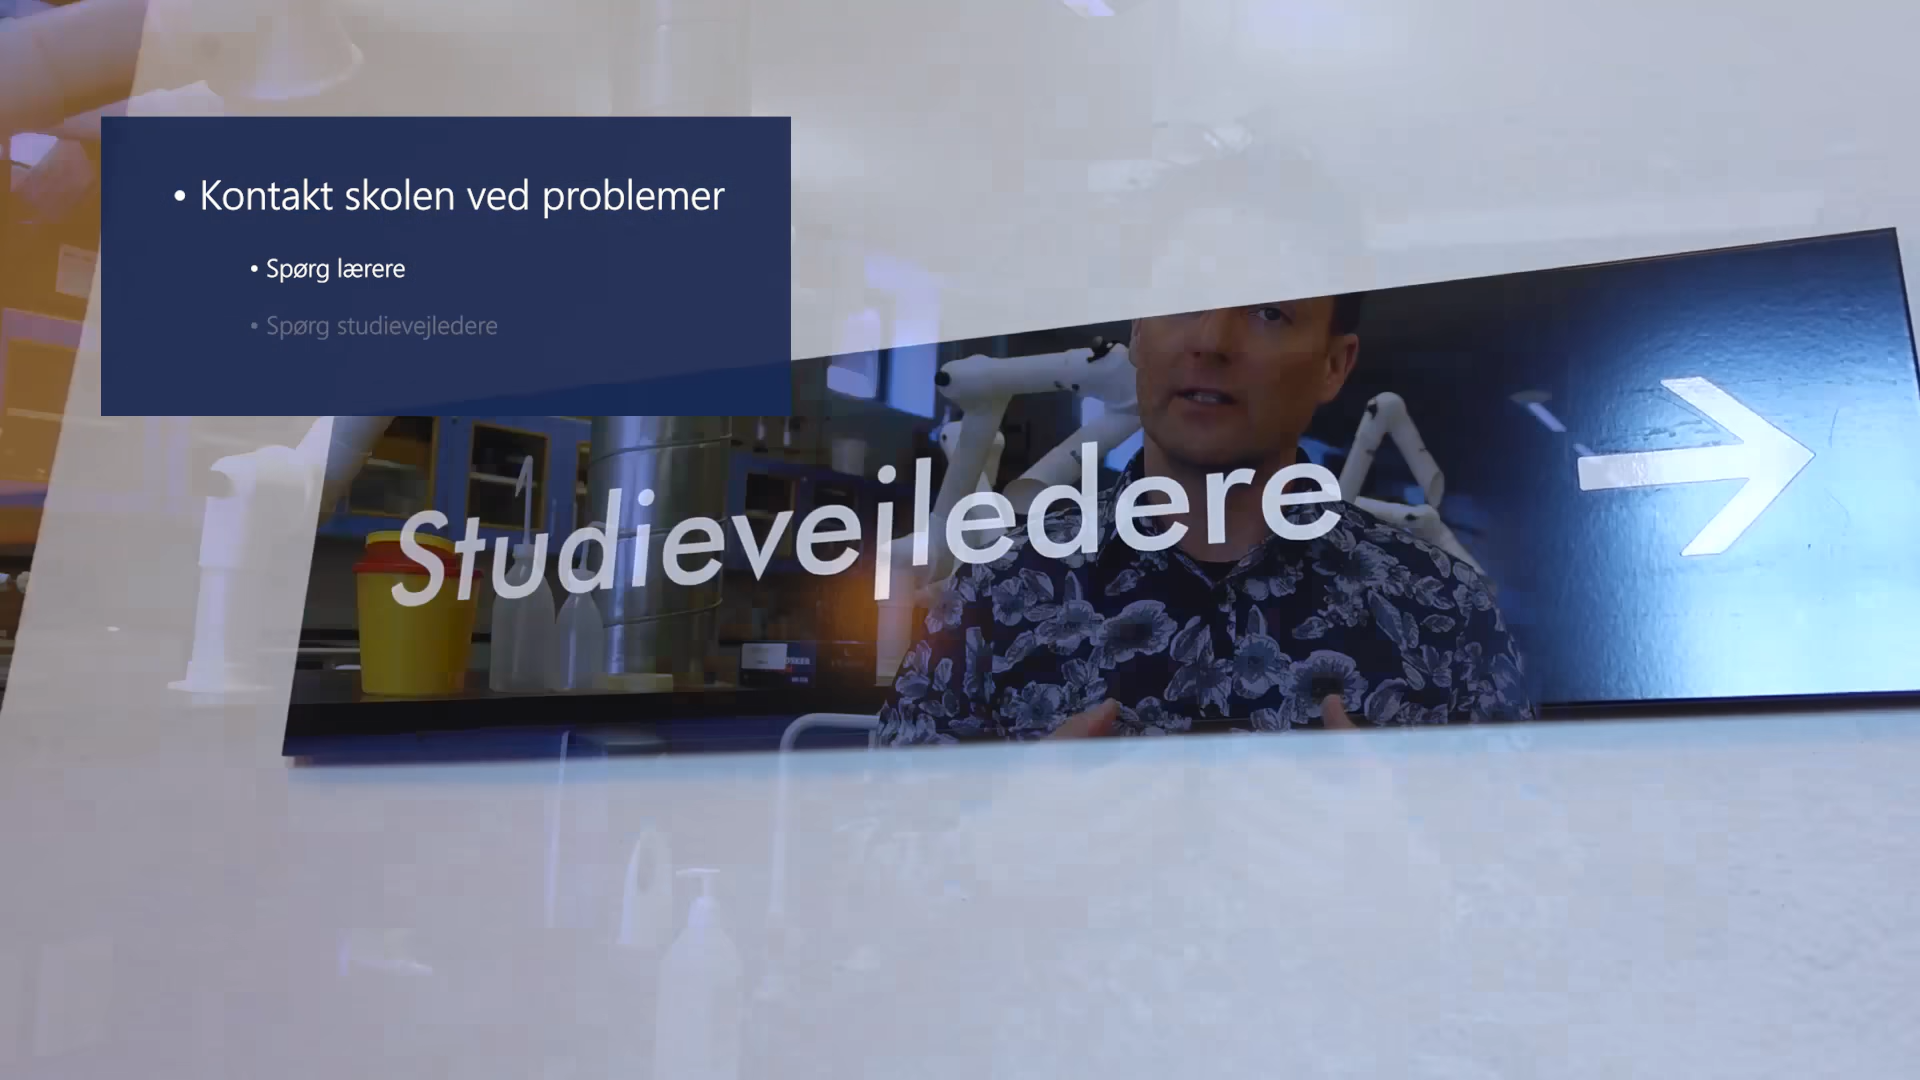 • Kontakt skolen ved problemer
• Spørg lærere
• Spørg studievejledere
Studievejledere